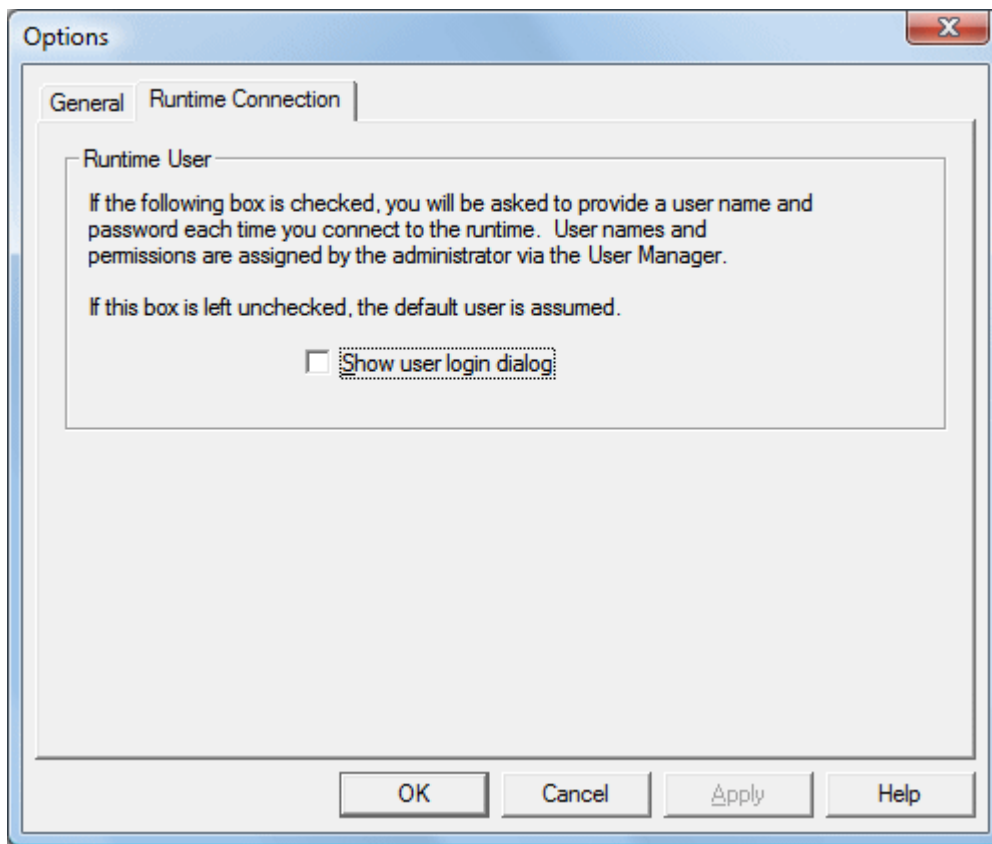 Options
General Runtime Connection
Runtime User
If the following box is checked, you will be asked to provide a user name and
password each time you connect to the runtime.  User names and
permissions are assigned by the administrator via the User Manager.
If this box is left unchecked, the default user is assumed.
Show user login dialog
OK Cancel Apply Help